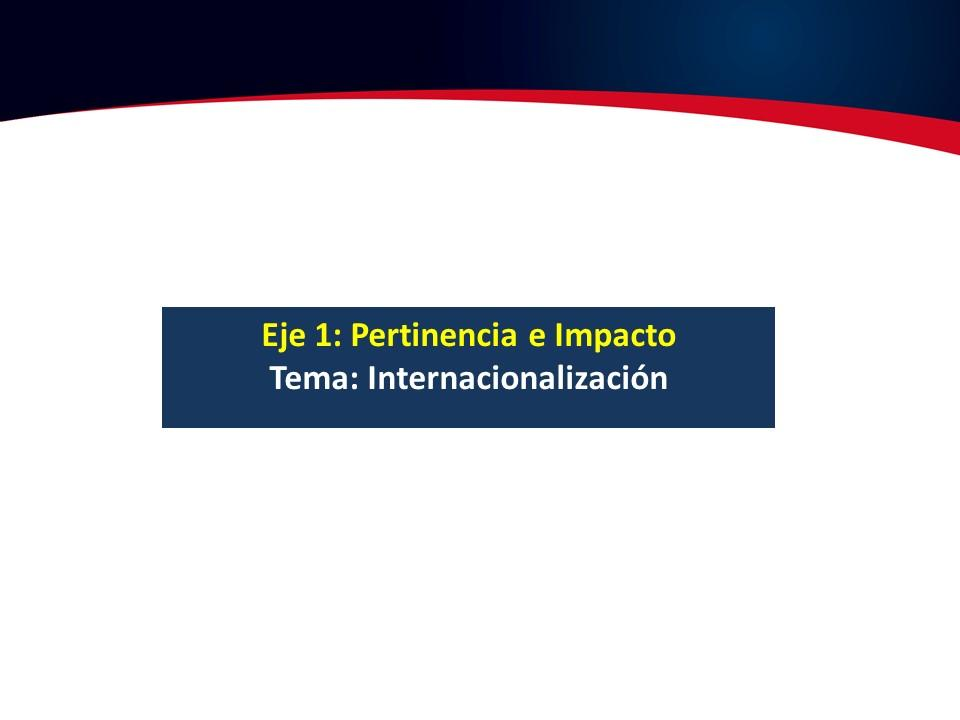 Eje 1: Pertinencia e Impacto
Tema: Internacionalización